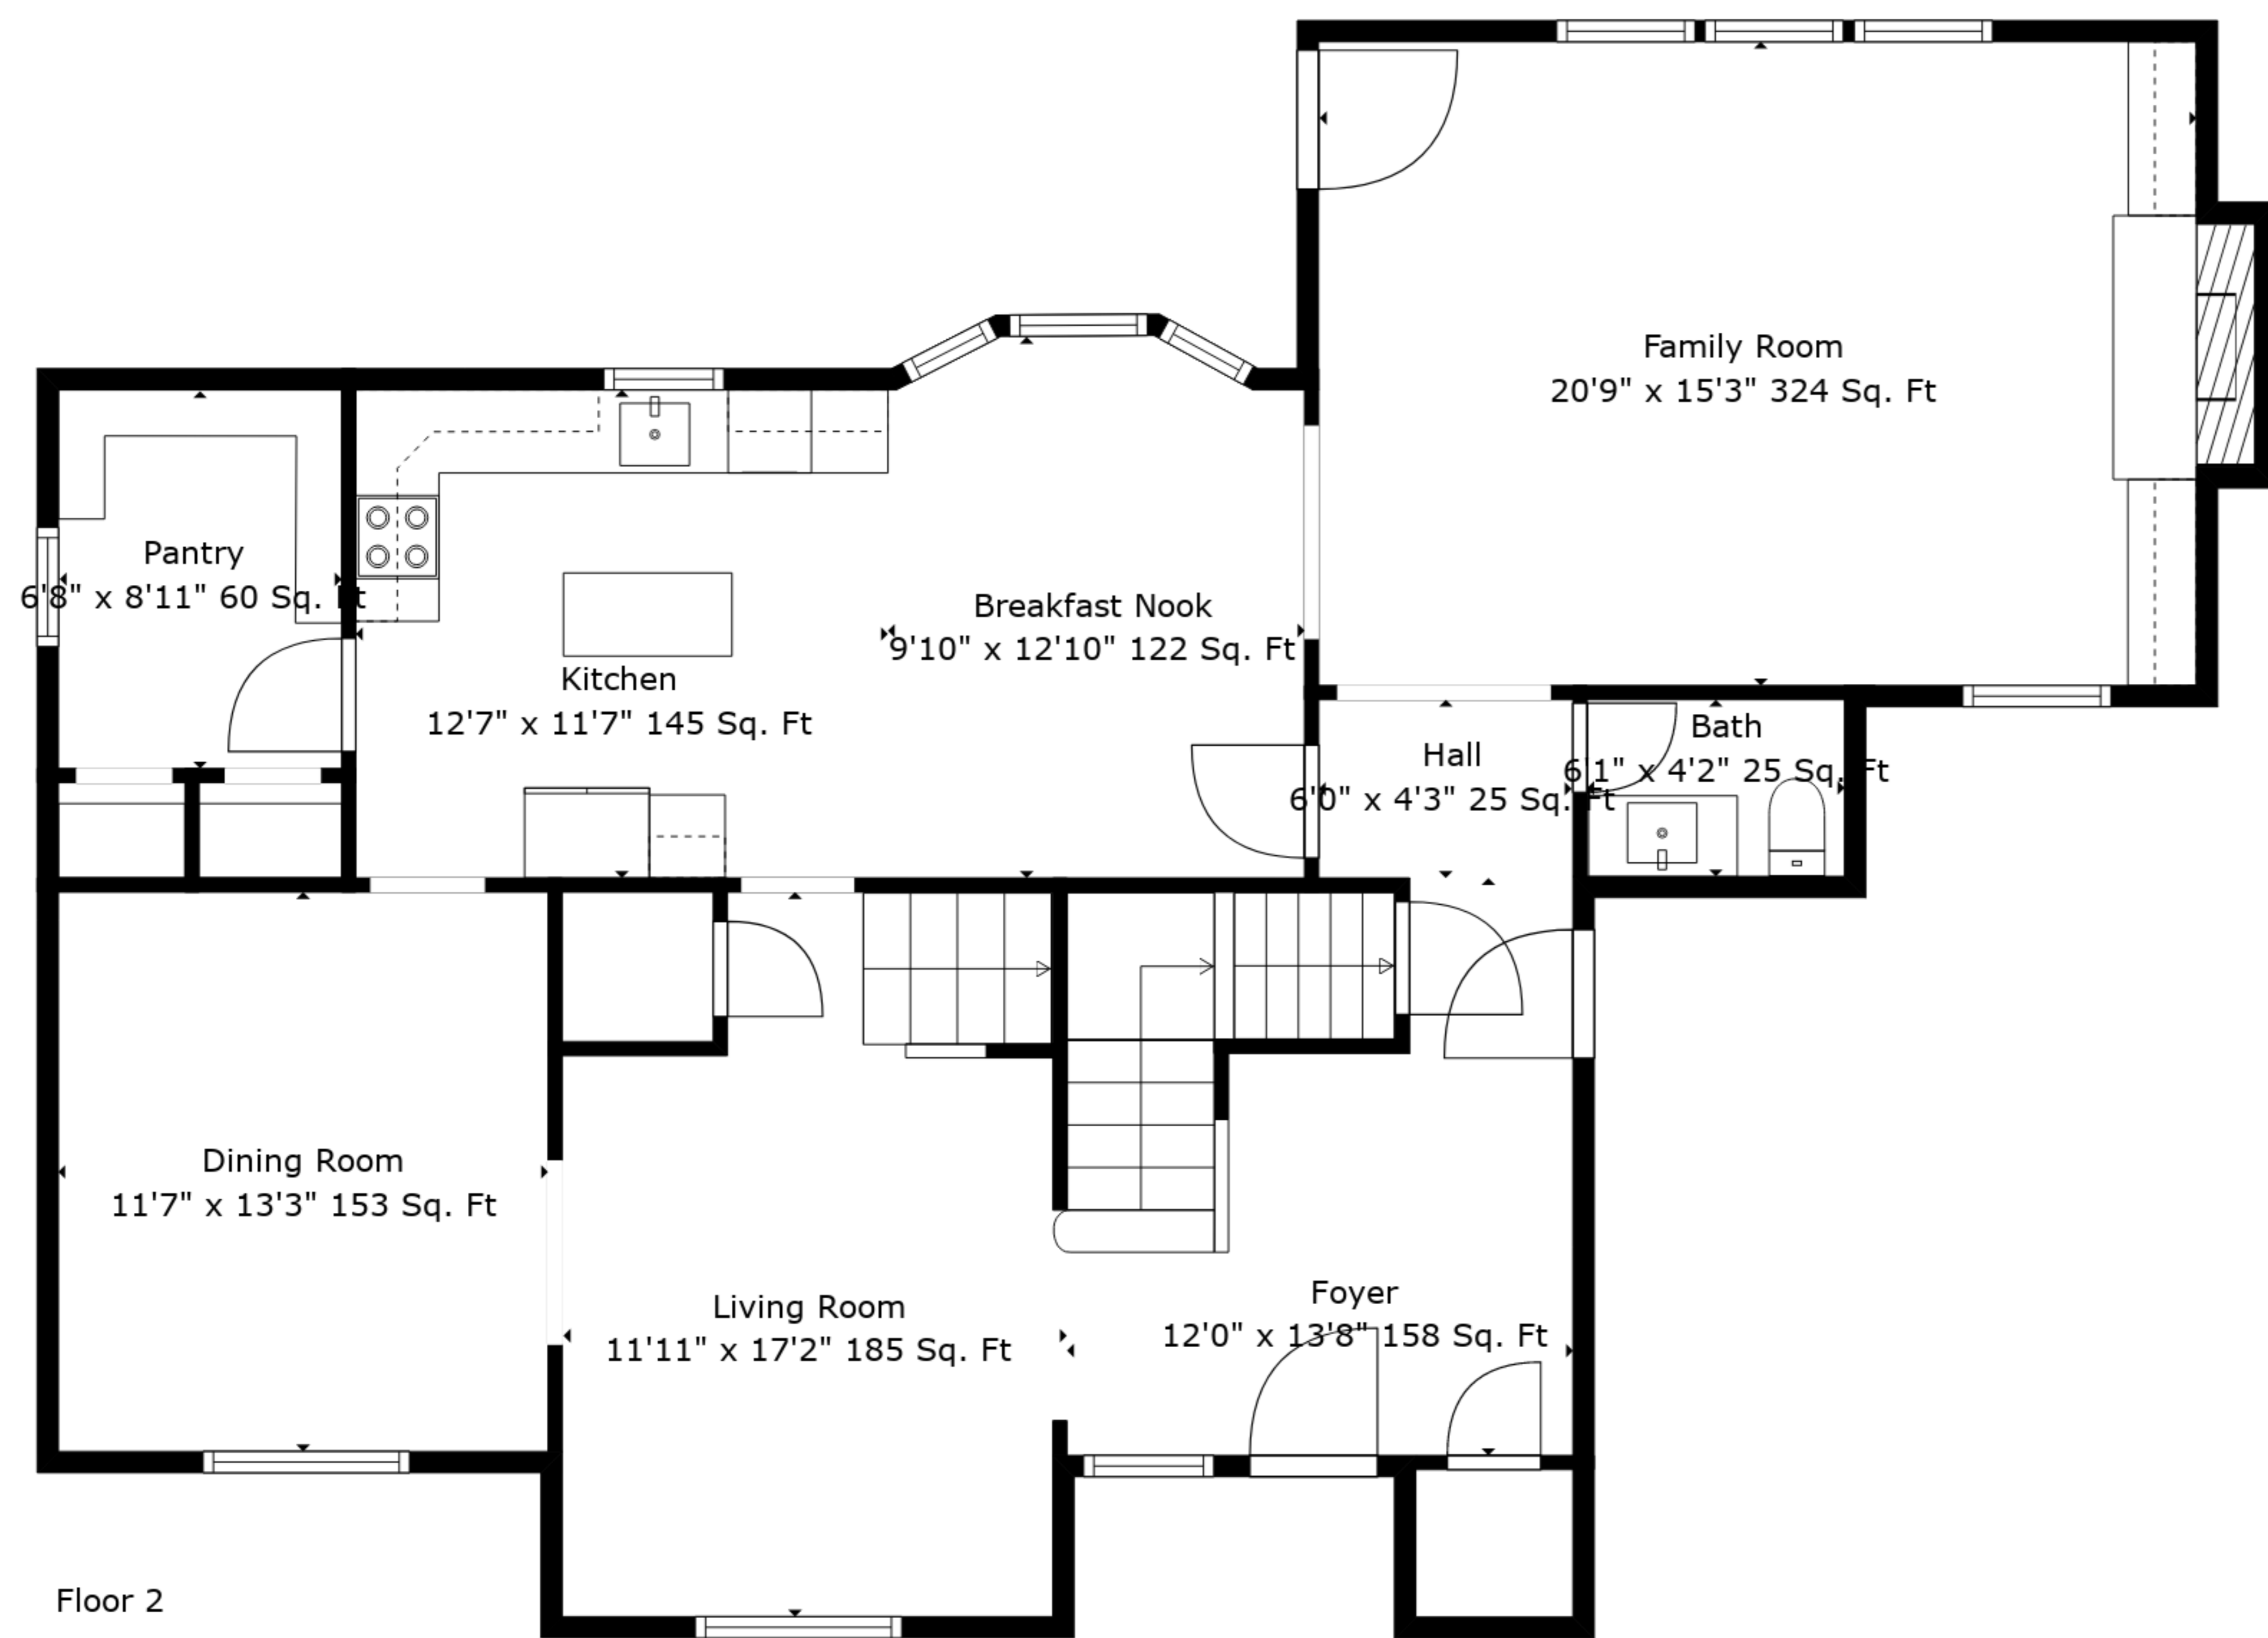 Family Room
20'9" x 15'3" 324 Sq. Ft
Pantry
6'8" x 8'11" 60 Sq. Ft
Breakfast Nook
9'10" x 12'10" 122 Sq. Ft
Kitchen
12'7" x 11'7" 145 Sq. Ft
Hall
6'0" x 4'3" 25 Sq. Ft
Bath
6'1" x 4'2" 25 Sq. Ft
Dining Room
11'7" x 13'3" 153 Sq. Ft
Living Room
11'11" x 17'2" 185 Sq. Ft
Foyer
12'0" x 13'8" 158 Sq. Ft
Floor 2